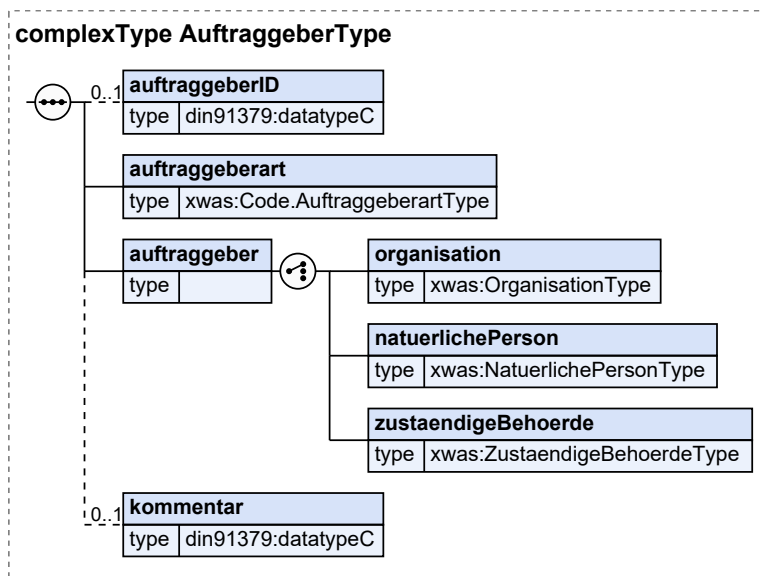 complexType AuftraggeberType
0..1
auftraggeberID
type din91379:datatypeC
auftraggeberart
type xwas:Code.AuftraggeberartType
auftraggeber
type
organisation
type xwas:OrganisationType
natuerlichePerson
type xwas:NatuerlichePersonType
zustaendigeBehoerde
type xwas:ZustaendigeBehoerdeType
0..1
kommentar
type din91379:datatypeC